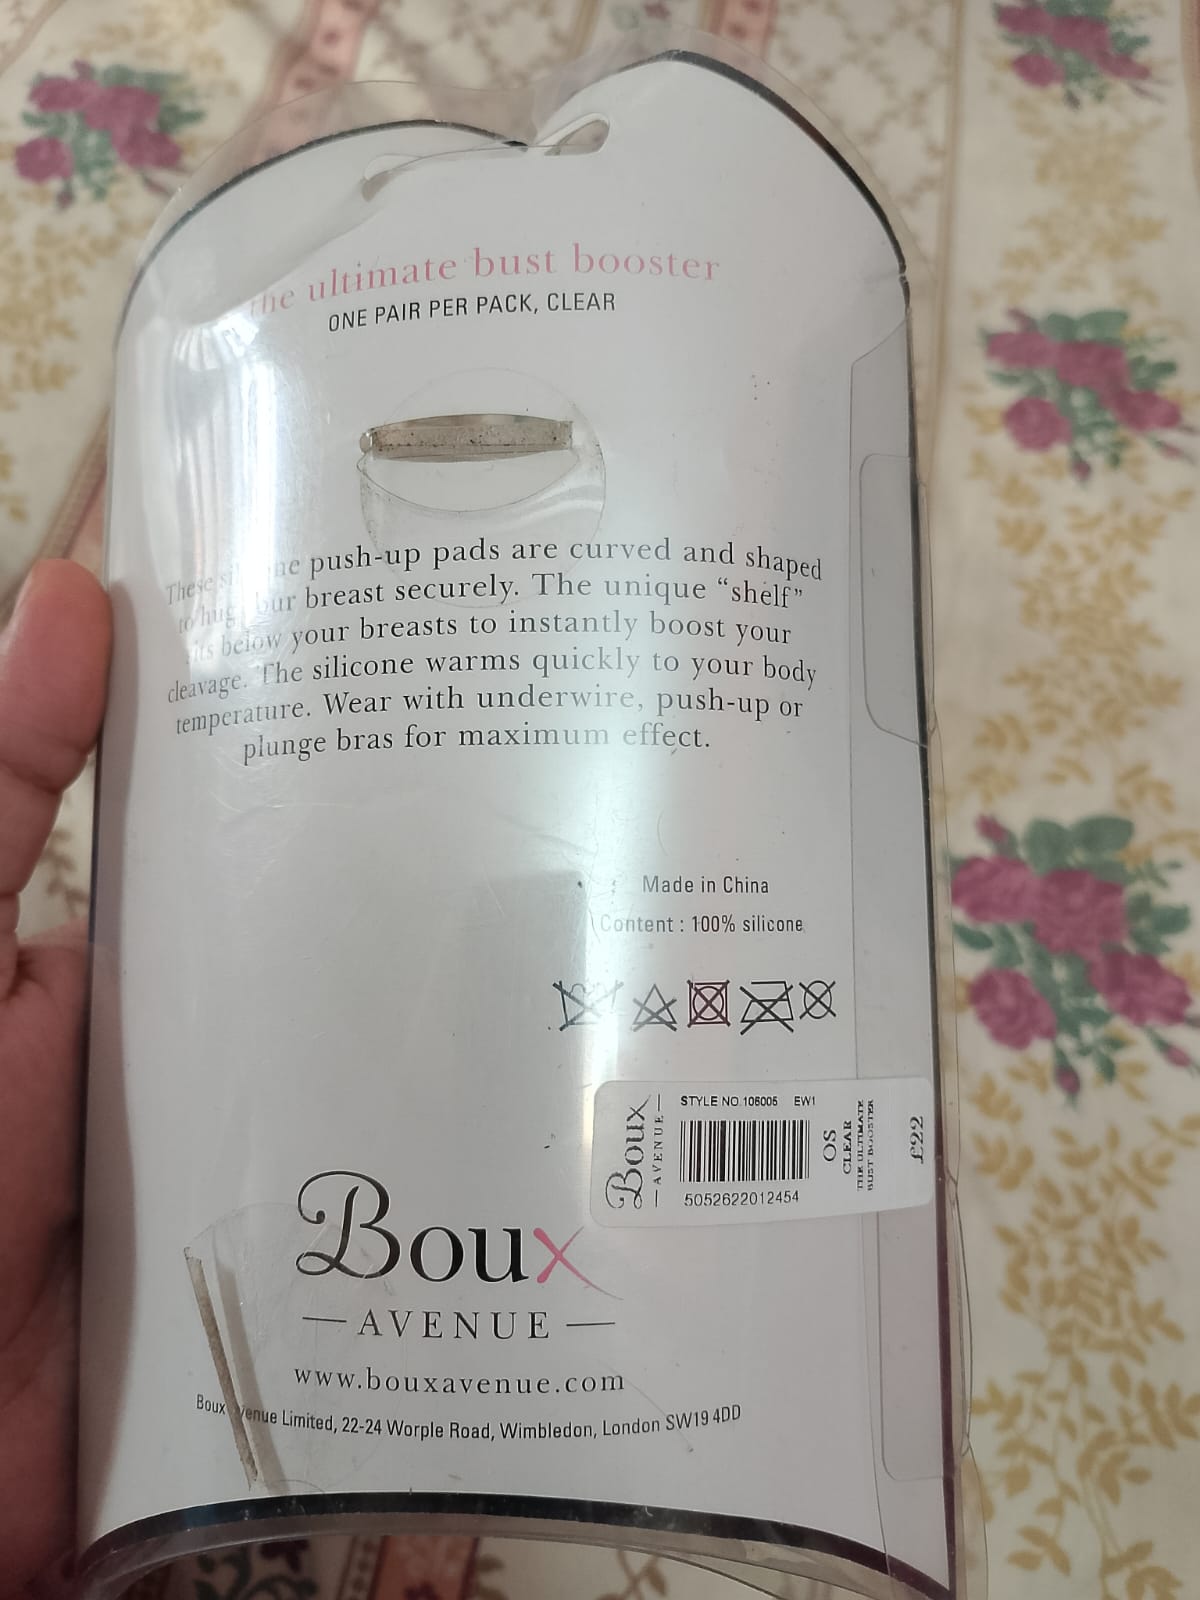 the ultimate bust booster
ONE PAIR PER PACK, CLEAR
These push-up pads are curved and shaped
to hug breast securely. The unique “shelf”
below your breasts to instantly boost your
cleavage. The silicone warms quickly to your body
temperature. Wear with underwire, push-up or
plunge bras for maximum effect.
Made in China
Content : 100% silicone
STYLE NO 106005 EW1
Boux
AVENUE
5052622012454
OS
CLEAR
THE ULTIMATE
BUST BOOSTER
£22
Boux
AVENUE
www.bouxavenue.com
Boux Limited, 22-24 Worple Road, Wimbledon, London SW19 4DD